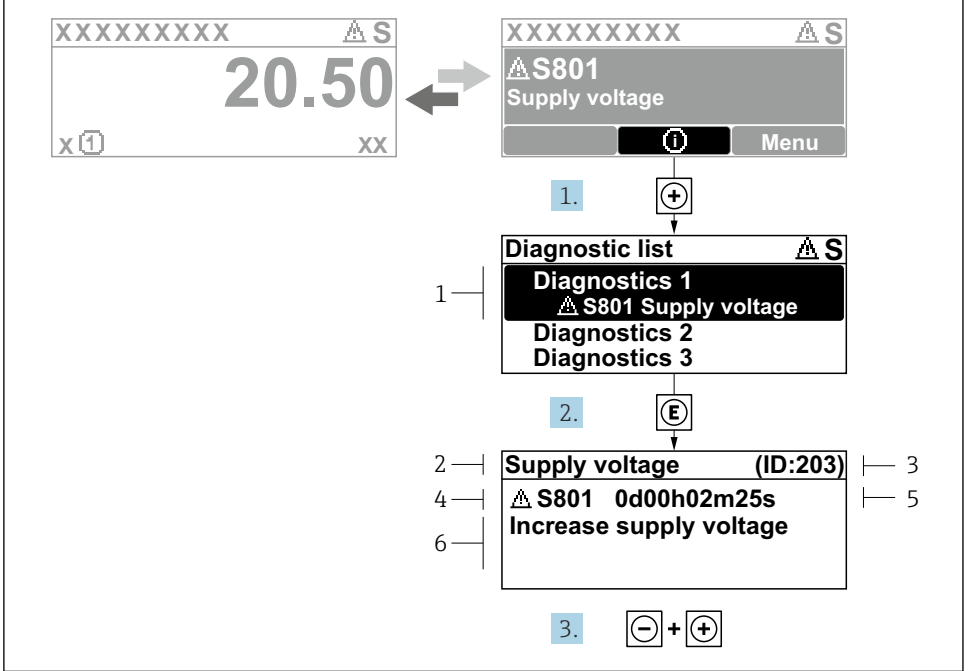 XXXXXXXXX ⚠ S
20.50
x ① xx
XXXXXXXXX ⚠ S
⚠ S801
Supply voltage
ⓘ Menu
1. +
Diagnostic list ⚠ S
1 Diagnostics 1
⚠ S801 Supply voltage
Diagnostics 2
Diagnostics 3
2. E
2 Supply voltage (ID:203) 3
4 ⚠ S801 0d00h02m25s 5
6 Increase supply voltage
3. - + +